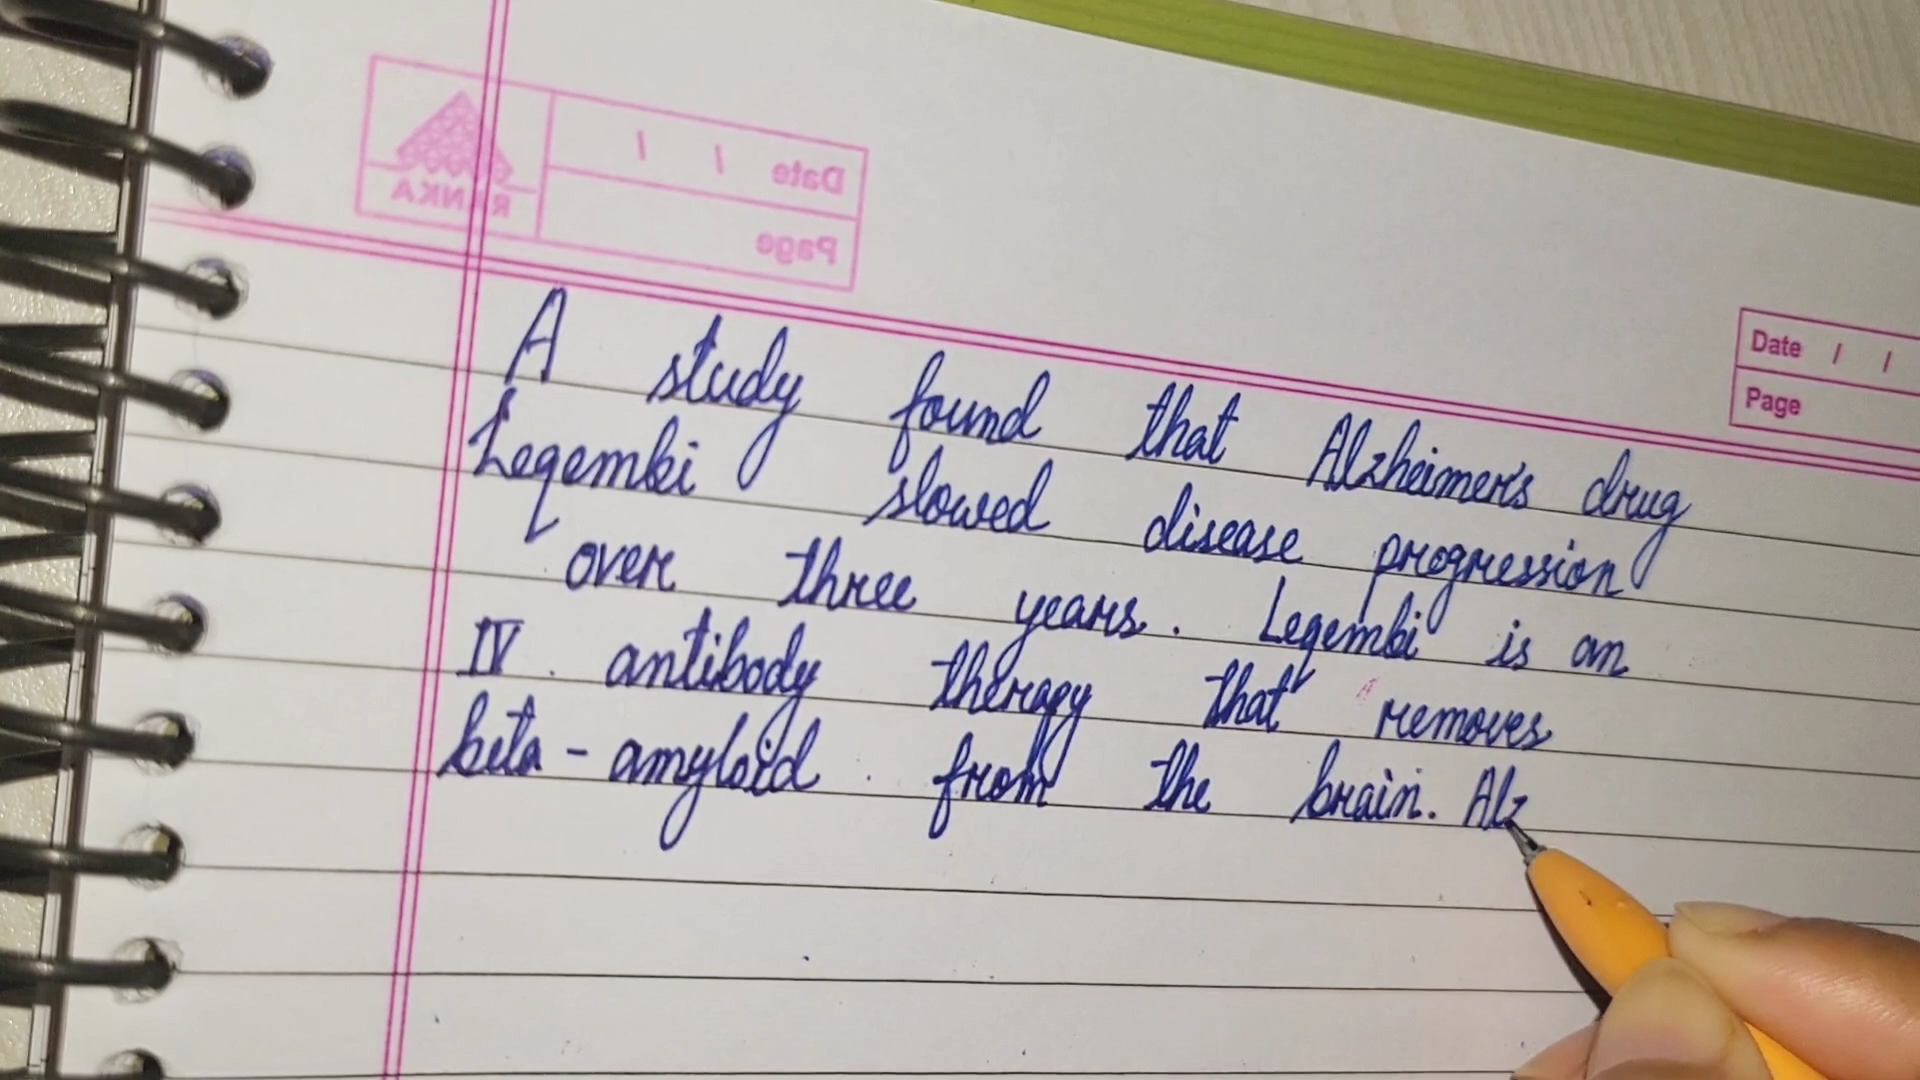 RANKA
Date / /
Page
Date / /
Page
A study found that Alzheimer's drug
Leqembi slowed disease progression
over three years. Leqembi is an
IV antibody therapy that removes
beta-amyloid from the brain. Alz